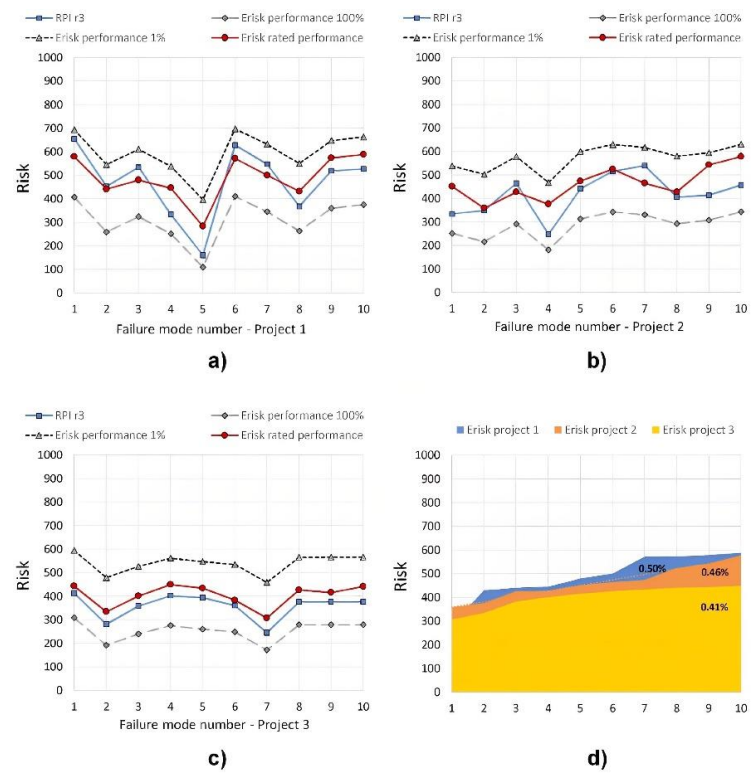 RPI r3
Erisk performance 100%
Erisk performance 1%
Erisk rated performance
1000
900
800
700
600
500
400
300
200
100
0
Risk
1 2 3 4 5 6 7 8 9 10
Failure mode number - Project 1
a)
RPI r3
Erisk performance 100%
Erisk performance 1%
Erisk rated performance
1000
900
800
700
600
500
400
300
200
100
0
Risk
1 2 3 4 5 6 7 8 9 10
Failure mode number - Project 2
b)
RPI r3
Erisk performance 100%
Erisk performance 1%
Erisk rated performance
1000
900
800
700
600
500
400
300
200
100
0
Risk
1 2 3 4 5 6 7 8 9 10
Failure mode number - Project 3
c)
Erisk project 1 Erisk project 2 Erisk project 3
1000
900
800
700
600
500
400
300
200
100
0
Risk
0.50%
0.46%
0.41%
1 2 3 4 5 6 7 8 9 10
d)